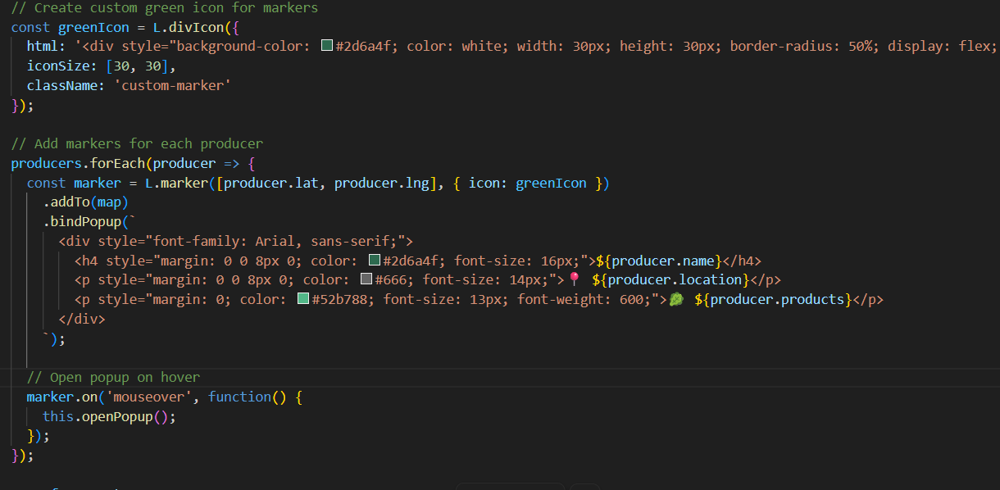 // Create custom green icon for markers
const greenIcon = L.divIcon({
  html: '<div style="background-color: #2d6a4f; color: white; width: 30px; height: 30px; border-radius: 50%; display: flex;
  iconSize: [30, 30],
  className: 'custom-marker'
});

// Add markers for each producer
producers.forEach(producer => {
  const marker = L.marker([producer.lat, producer.lng], { icon: greenIcon })
    .addTo(map)
    .bindPopup(`
      <div style="font-family: Arial, sans-serif;">
        <h4 style="margin: 0 0 8px 0; color: #2d6a4f; font-size: 16px;">${producer.name}</h4>
        <p style="margin: 0 0 8px 0; color: #666; font-size: 14px;">📍 ${producer.location}</p>
        <p style="margin: 0; color: #52b788; font-size: 13px; font-weight: 600;">🥬 ${producer.products}</p>
      </div>
    `);

  // Open popup on hover
  marker.on('mouseover', function() {
    this.openPopup();
  });
});